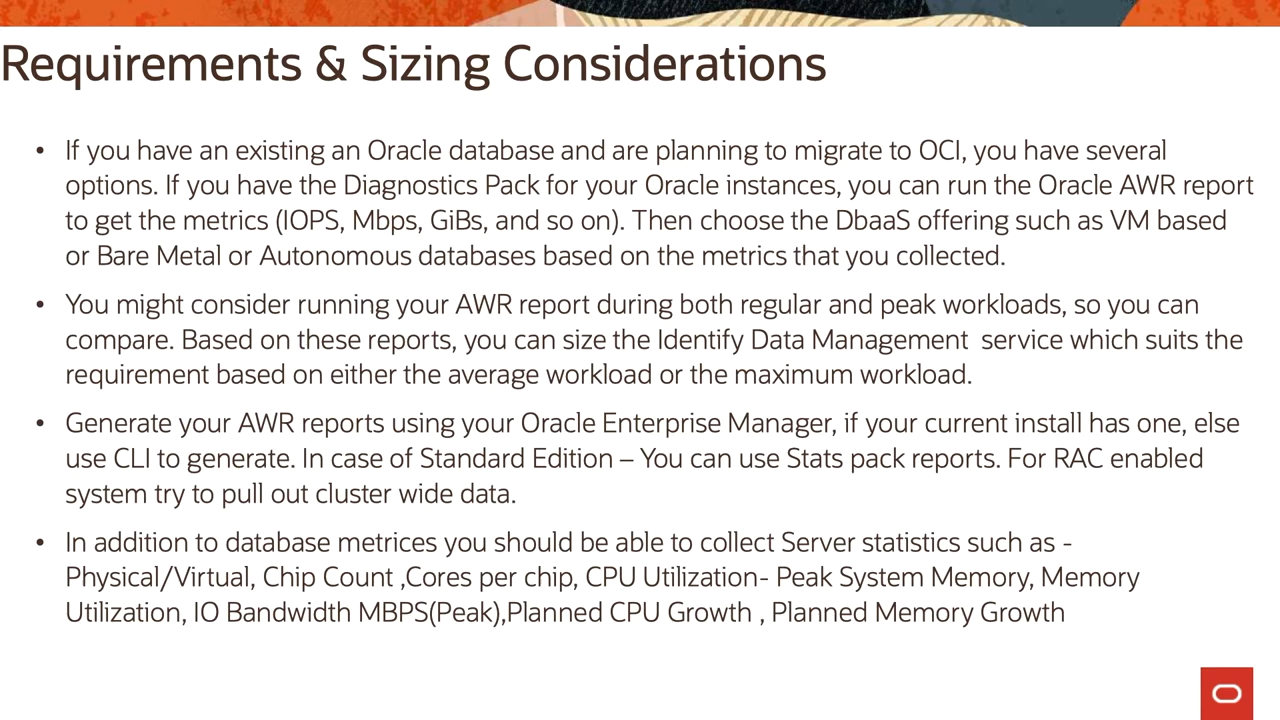 Requirements & Sizing Considerations
• If you have an existing an Oracle database and are planning to migrate to OCI, you have several
options. If you have the Diagnostics Pack for your Oracle instances, you can run the Oracle AWR report
to get the metrics (IOPS, Mbps, GiBs, and so on). Then choose the DbaaS offering such as VM based
or Bare Metal or Autonomous databases based on the metrics that you collected.
• You might consider running your AWR report during both regular and peak workloads, so you can
compare. Based on these reports, you can size the Identify Data Management  service which suits the
requirement based on either the average workload or the maximum workload.
• Generate your AWR reports using your Oracle Enterprise Manager, if your current install has one, else
use CLI to generate. In case of Standard Edition – You can use Stats pack reports. For RAC enabled
system try to pull out cluster wide data.
• In addition to database metrices you should be able to collect Server statistics such as -
Physical/Virtual, Chip Count ,Cores per chip, CPU Utilization- Peak System Memory, Memory
Utilization, IO Bandwidth MBPS(Peak),Planned CPU Growth , Planned Memory Growth